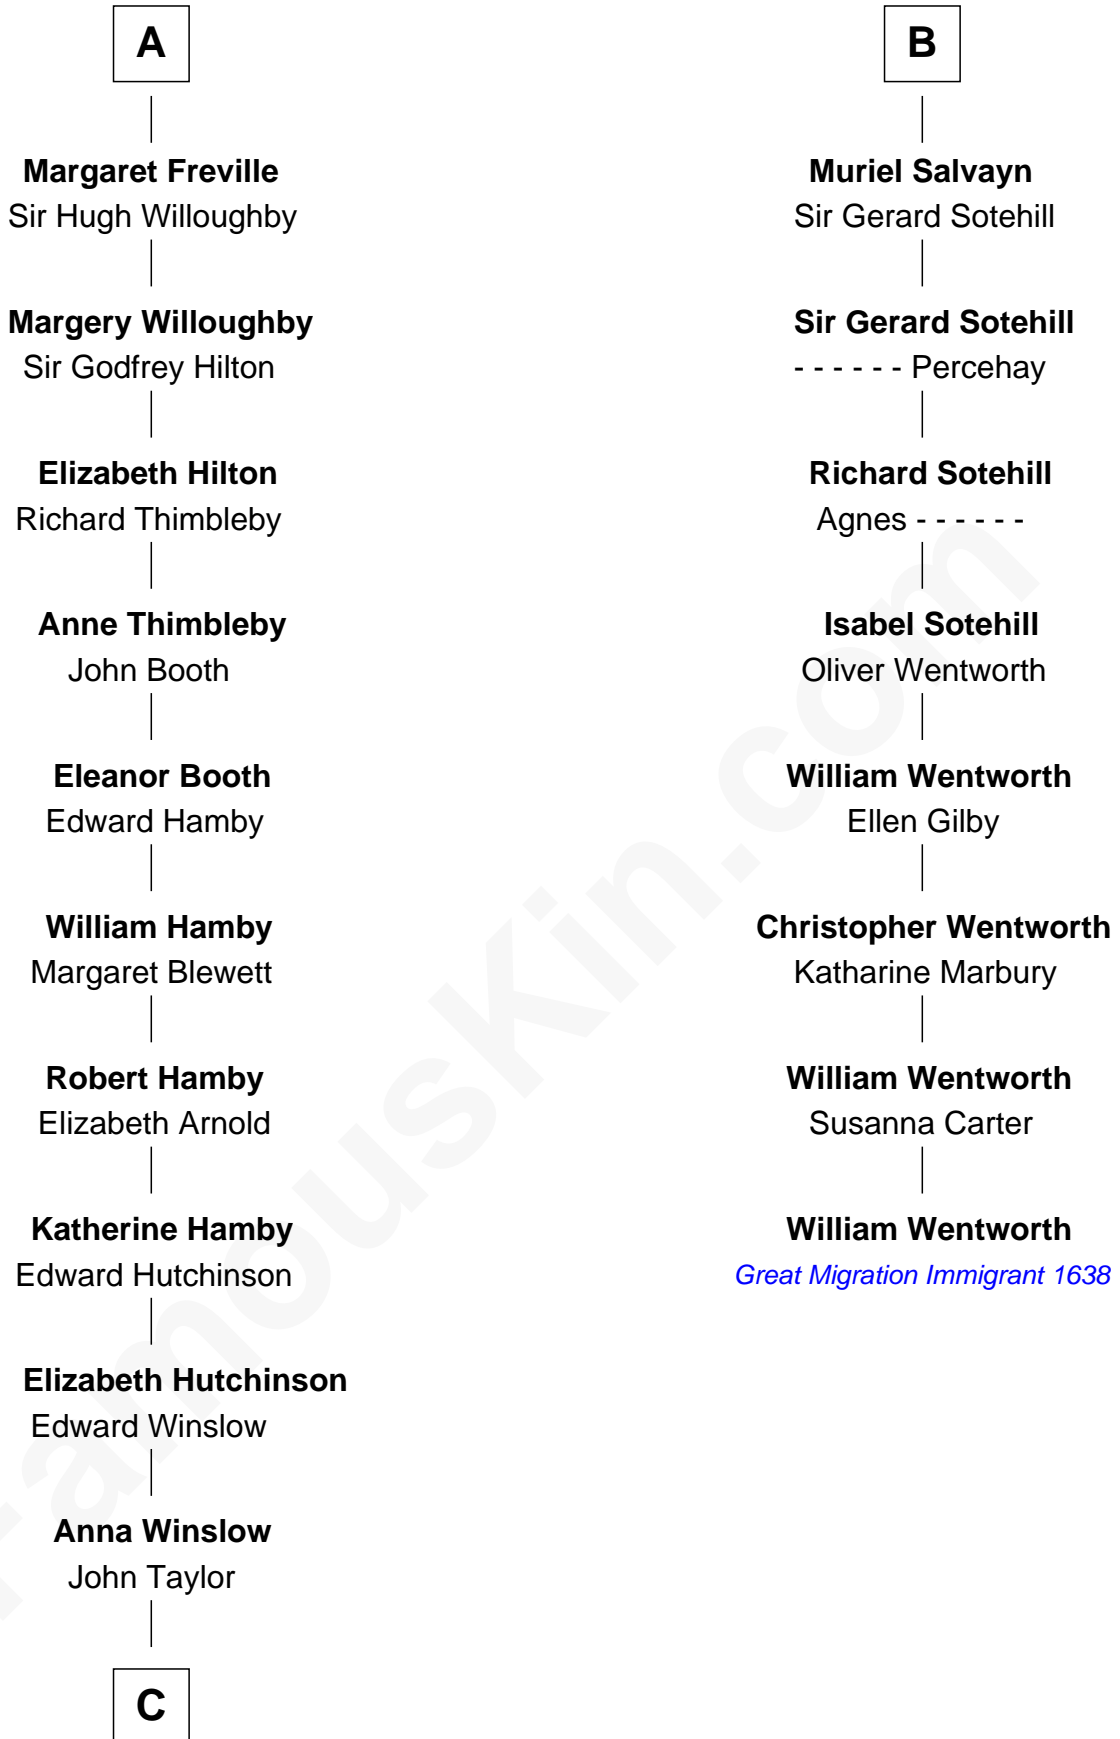 A
Margaret Freville
Sir Hugh Willoughby
Margery Willoughby
Sir Godfrey Hilton
Elizabeth Hilton
Richard Thimbleby
Anne Thimbleby
John Booth
Eleanor Booth
Edward Hamby
William Hamby
Margaret Blewett
Robert Hamby
Elizabeth Arnold
Katherine Hamby
Edward Hutchinson
Elizabeth Hutchinson
Edward Winslow
Anna Winslow
John Taylor
C
B
Muriel Salvayn
Sir Gerard Sotehill
Sir Gerard Sotehill
- - - - - - Percehay
Richard Sotehill
Agnes - - - - - -
Isabel Sotehill
Oliver Wentworth
William Wentworth
Ellen Gilby
Christopher Wentworth
Katharine Marbury
William Wentworth
Susanna Carter
William Wentworth
Great Migration Immigrant 1638
FamousKin.com